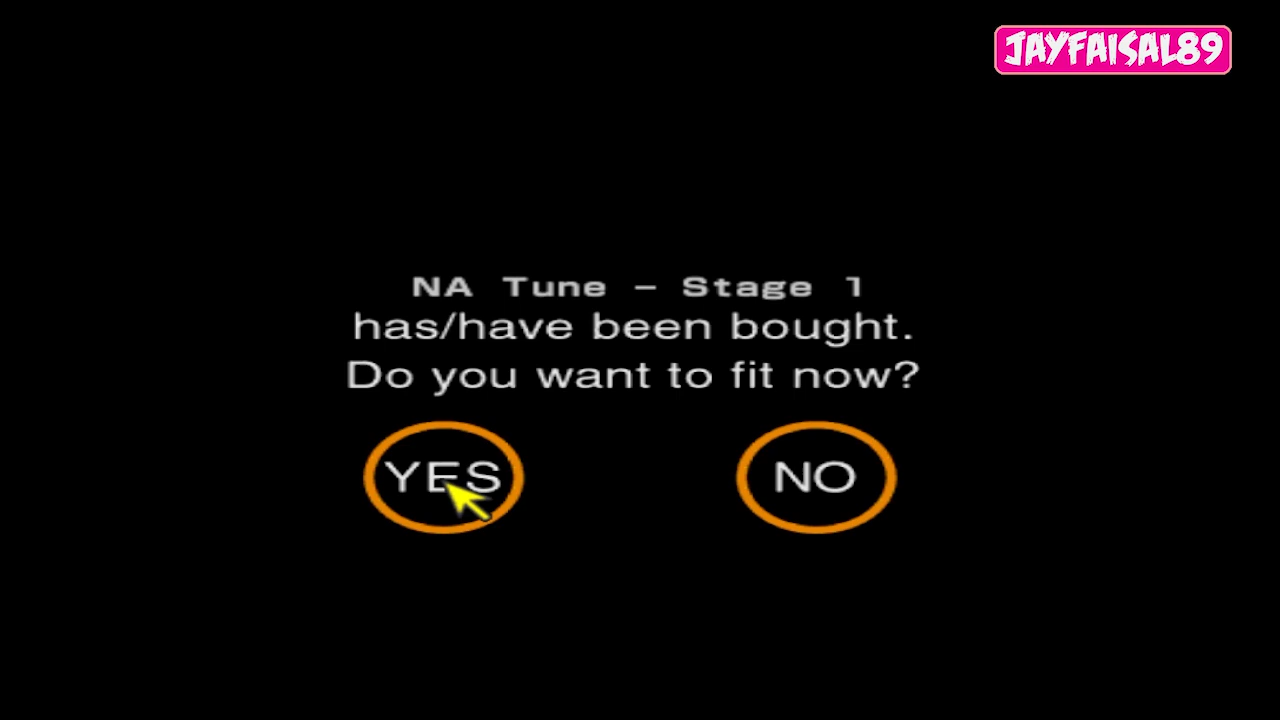 JAYFAISAL89
NA Tune - Stage 1
has/have been bought.
Do you want to fit now?
YES NO